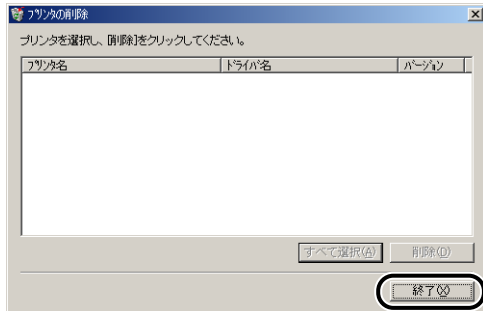 プリンタの削除
プリンタを選択し、[削除]をクリックしてください。
プリンタ名 ドライバ名 バージョン
すべて選択(A) 削除(D)
終了(X)